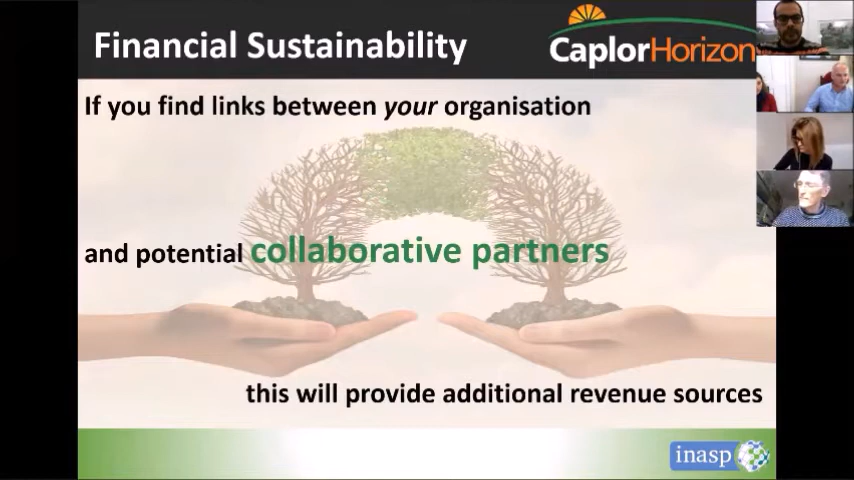 Financial Sustainability
CaplorHorizon
If you find links between your organisation
and potential collaborative partners
this will provide additional revenue sources
inasp